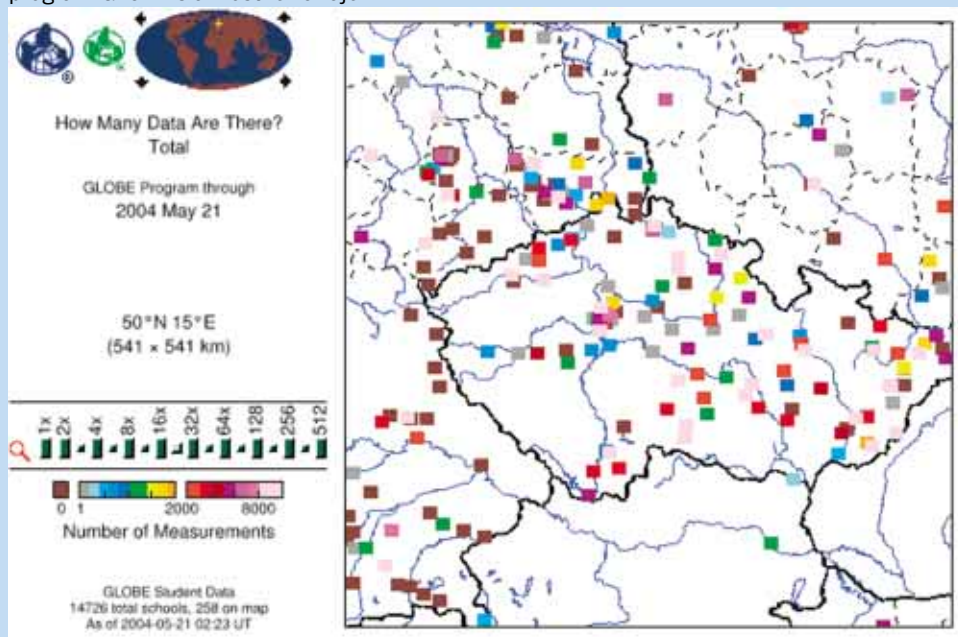 How Many Data Are There?
Total
GLOBE Program through
2004 May 21
50°N 15°E
(541 × 541 km)
1x 2x 4x 8x 16x 32x 64x 128 256 512
0 1 2000 8000
Number of Measurements
GLOBE Student Data
14726 total schools, 258 on map
As of 2004-05-21 02:23 UT